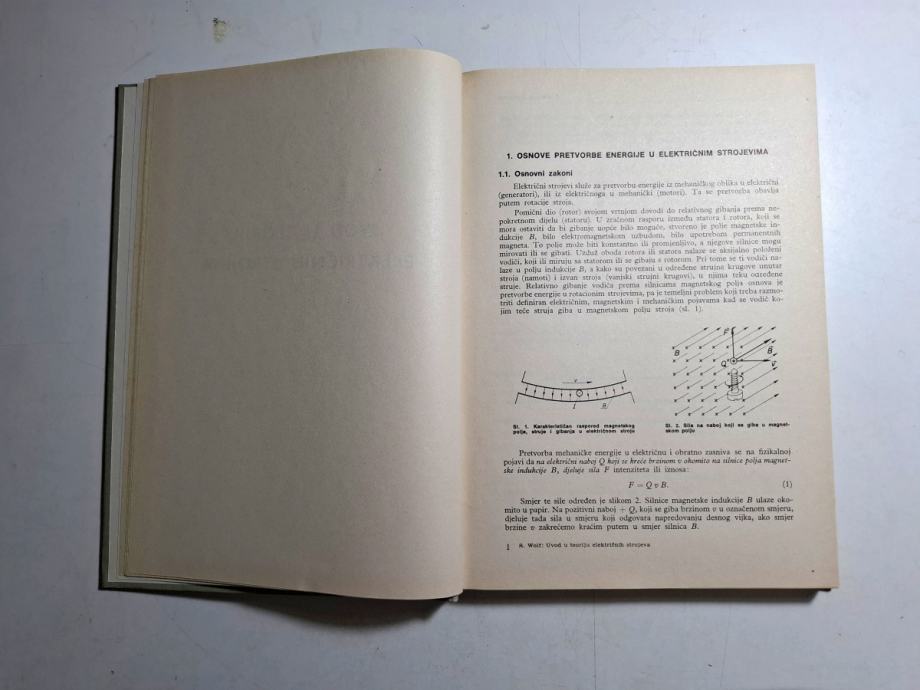 1. OSNOVE PRETVORBE ENERGIJE U ELEKTRIČNIM STROJEVIMA
1.1. Osnovni zakoni
Električni strojevi služe za pretvorbu energije iz mehaničkog oblika u električni
(generatori), ili iz električnoga u mehanički (motori). Ta se pretvorba obavlja
putem rotacije stroja.
Pomični dio (rotor) svojom vrtnjom dovodi do relativnog gibanja prema ne-
pokretnom dijelu (statoru). U zračnom rasporu između statora i rotora, koji se
mora ostaviti da bi gibanje uopće bilo moguće, stvoreno je polje magnetske in-
dukcije B, bilo elektromagnetskom uzbudom, bilo upotrebom permanentnih
magneta. To polje može biti konstantno ili promjenljivo, a njegove silnice mogu
mirovati ili se gibati. Uzduž oboda rotora ili statora nalaze se aksijalno položeni
vodiči, koji ili miruju sa statorom ili se gibaju s rotorom. Pri tome se ti vodiči na-
laze u polju indukcije B, a kako su povezani u određene strujne krugove unutar
stroja (namoti) i izvan stroja (vanjski strujni krugovi), u njima teku određene
struje. Relativno gibanje vodiča prema silnicama magnetskog polja osnova je
pretvorbe energije u rotacionim strojevima, pa je temeljni problem koji treba razmo-
triti definiran električnim, magnetskim i mehaničkim pojavama kad se vodič ko-
jim teče struja giba u magnetskom polju stroja (sl. 1).
v
I
B
F
B
B
Q
v
Sl. 1. Karakterističan raspored magnetskog
polja, struje i gibanja u električnom stroju
Sl. 2. Sila na naboj koji se giba u magnet-
skom polju
Pretvorba mehaničke energije u električnu i obratno zasniva se na fizikalnoj
pojavi da na električni naboj Q koji se kreće brzinom v okomito na silnice polja magnet-
ske indukcije B, djeluje sila F intenziteta ili iznosa:
F = Q v B. (1)
Smjer te sile određen je slikom 2. Silnice magnetske indukcije B ulaze oko-
mito u papir. Na pozitivni naboj + Q, koji se giba brzinom v u označenom smjeru,
djeluje tada sila u smjeru koji odgovara napredovanju desnog vijka, ako smjer
brzine v zakrećemo kraćim putem u smjer silnica B.
1 R. Wolf: Uvod u teoriju električnih strojeva